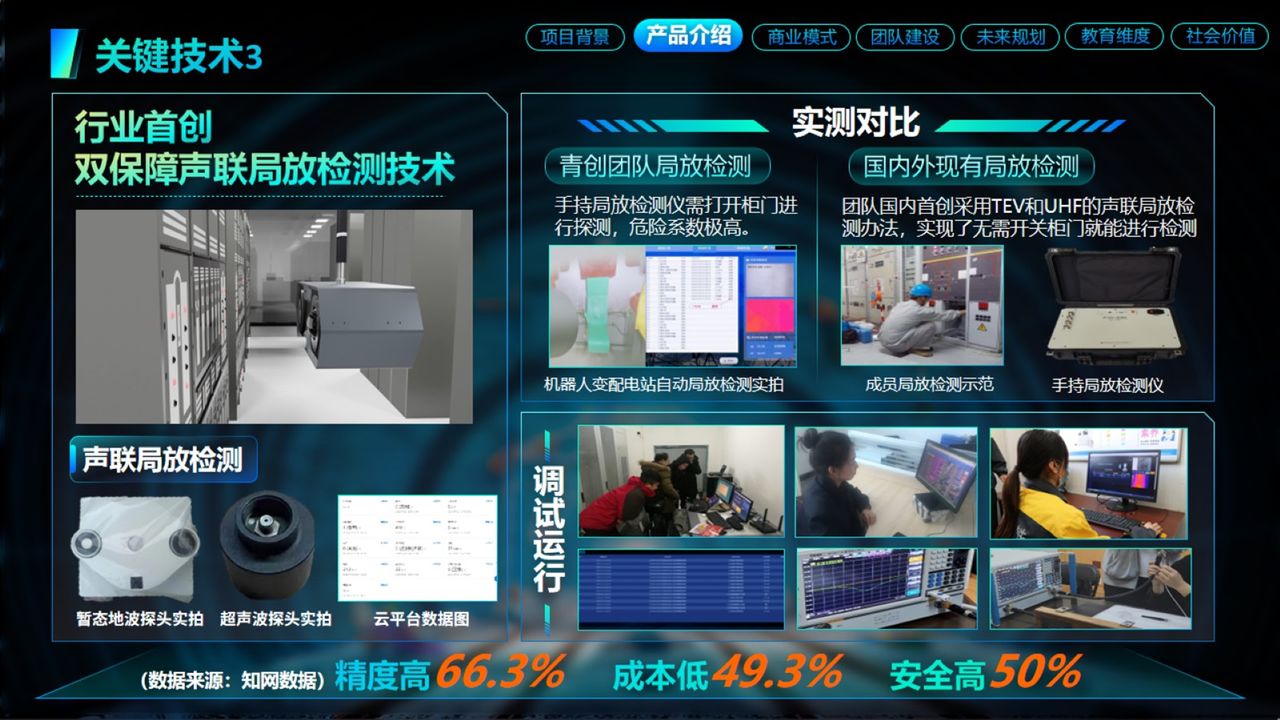 关键技术3
项目背景
产品介绍
商业模式
团队建设
未来规划
教育维度
社会价值
行业首创
双保障声联局放检测技术
声联局放检测
暂态地波探头实拍
超声波探头实拍
云平台数据图
实测对比
青创团队局放检测
手持局放检测仪需打开柜门进
行探测，危险系数极高。
机器人变配电站自动局放检测实拍
国内外现有局放检测
团队国内首创采用TEV和UHF的声联局放检
测办法，实现了无需开关柜门就能进行检测
成员局放检测示范
手持局放检测仪
调试运行
(数据来源：知网数据)
精度高66.3%
成本低49.3%
安全高50%